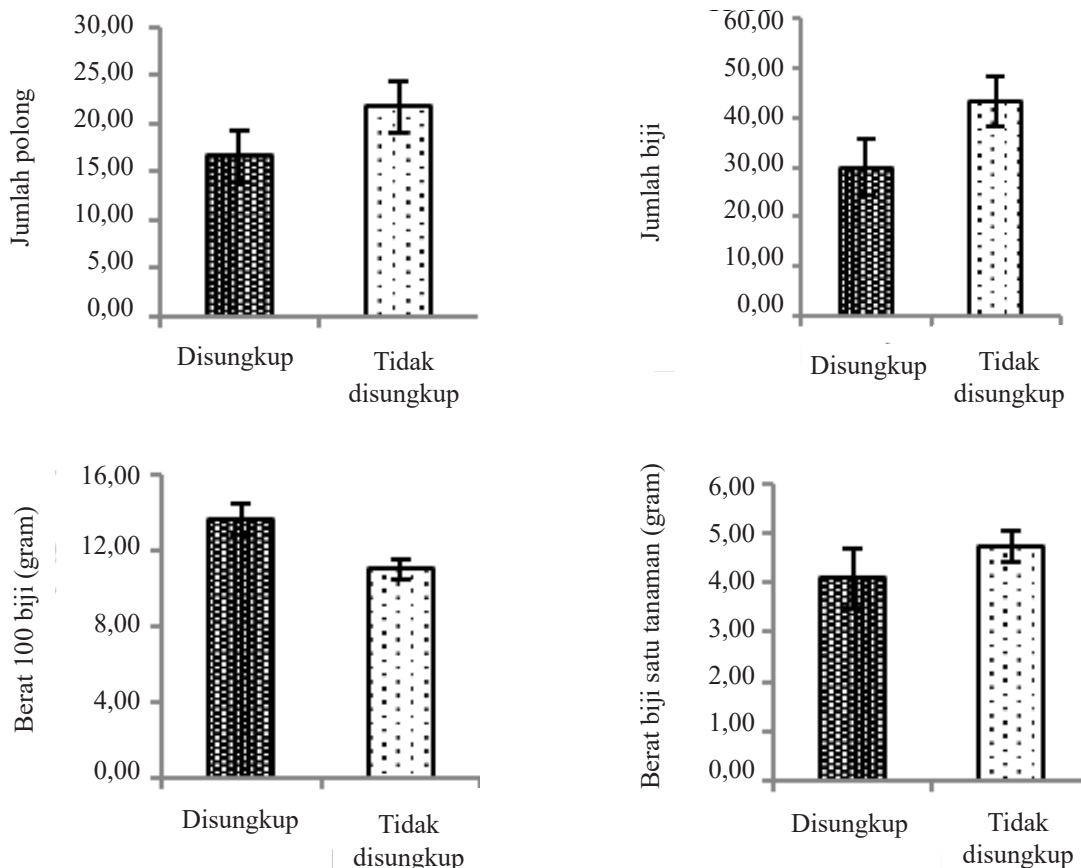 Jumlah polong
30,00
25,00
20,00
15,00
10,00
5,00
0,00
Disungkup
Tidak
disungkup
Jumlah biji
60,00
50,00
40,00
30,00
20,00
10,00
0,00
Disungkup
Tidak
disungkup
Berat 100 biji (gram)
16,00
12,00
8,00
4,00
0,00
Disungkup
Tidak
disungkup
Berat biji satu tanaman (gram)
6,00
5,00
4,00
3,00
2,00
1,00
0,00
Disungkup
Tidak
disungkup